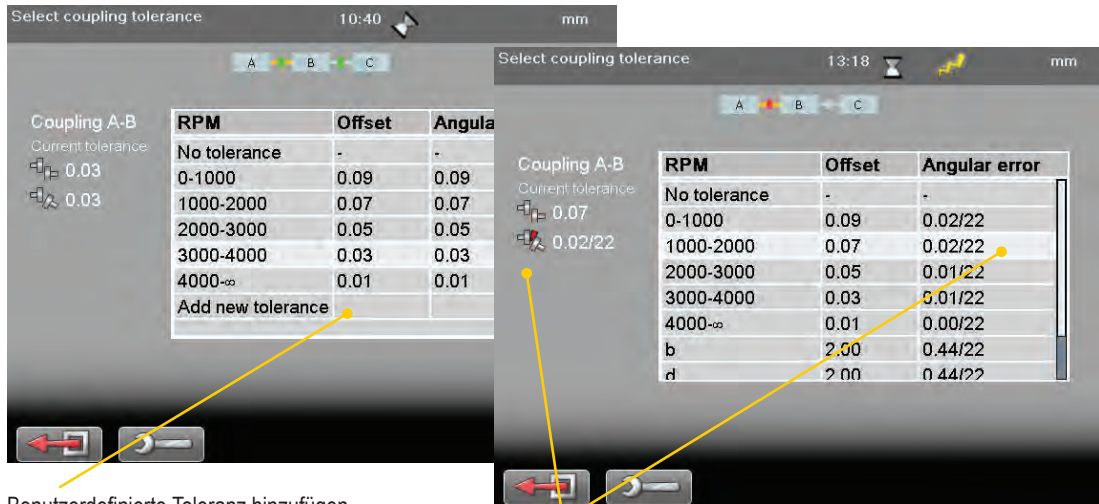 Select coupling tolerance 10:40 mm
A B C
Coupling A-B
Current tolerance
0.03
0.03
RPM Offset
No tolerance - -
0-1000 0.09 0.09
1000-2000 0.07 0.07
2000-3000 0.05 0.05
3000-4000 0.03 0.03
4000-∞ 0.01 0.01
Add new tolerance
Select coupling tolerance 13:18 mm
A B C
Coupling A-B
Current tolerance
0.07
0.02/22
RPM Offset Angular error
No tolerance - -
0-1000 0.09 0.02/22
1000-2000 0.07 0.02/22
2000-3000 0.05 0.01/22
3000-4000 0.03 0.01/22
4000-∞ 0.01 0.00/22
b 2.00 0.44/22
d 2.00 0.44/22
Benutzerdefinierte Toleranz hinzufügen